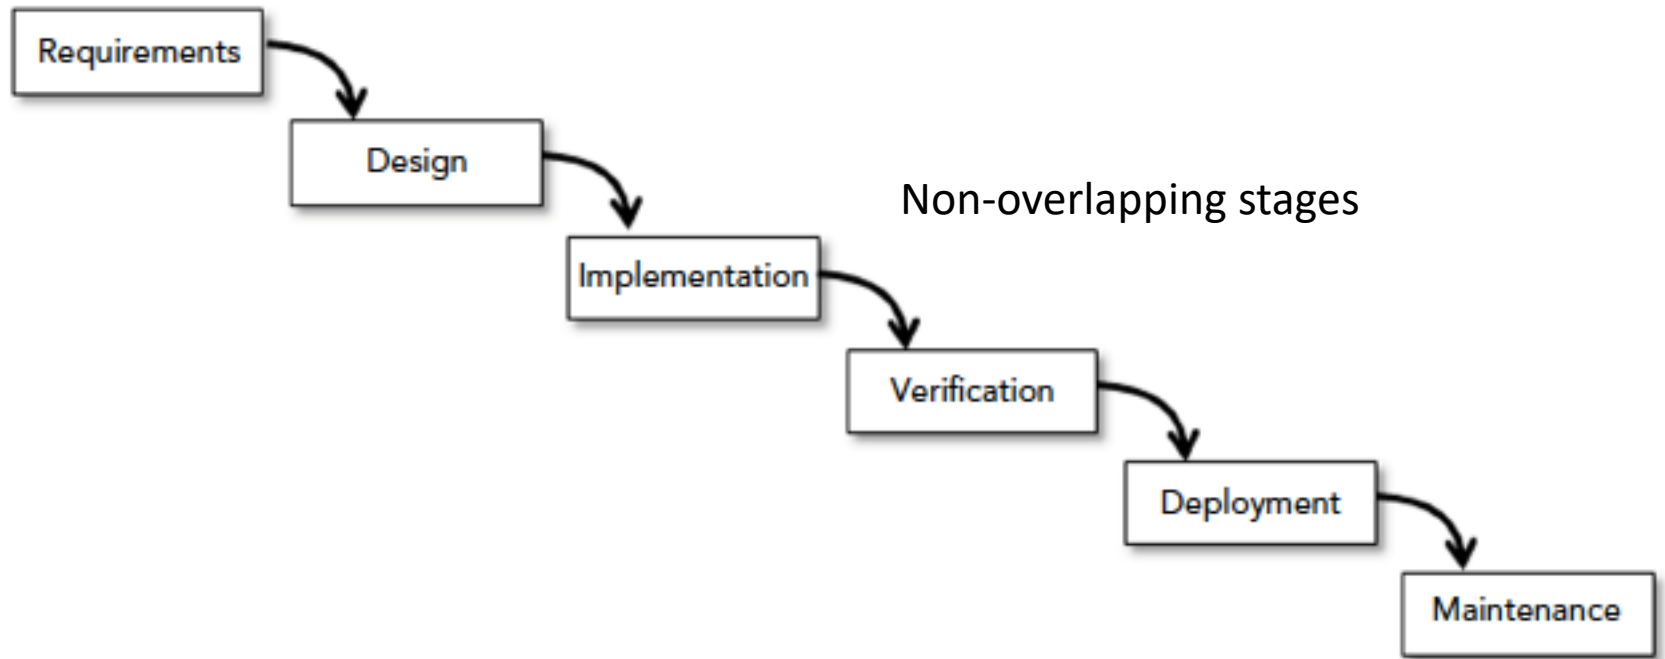 Requirements
Design
Non-overlapping stages
Implementation
Verification
Deployment
Maintenance